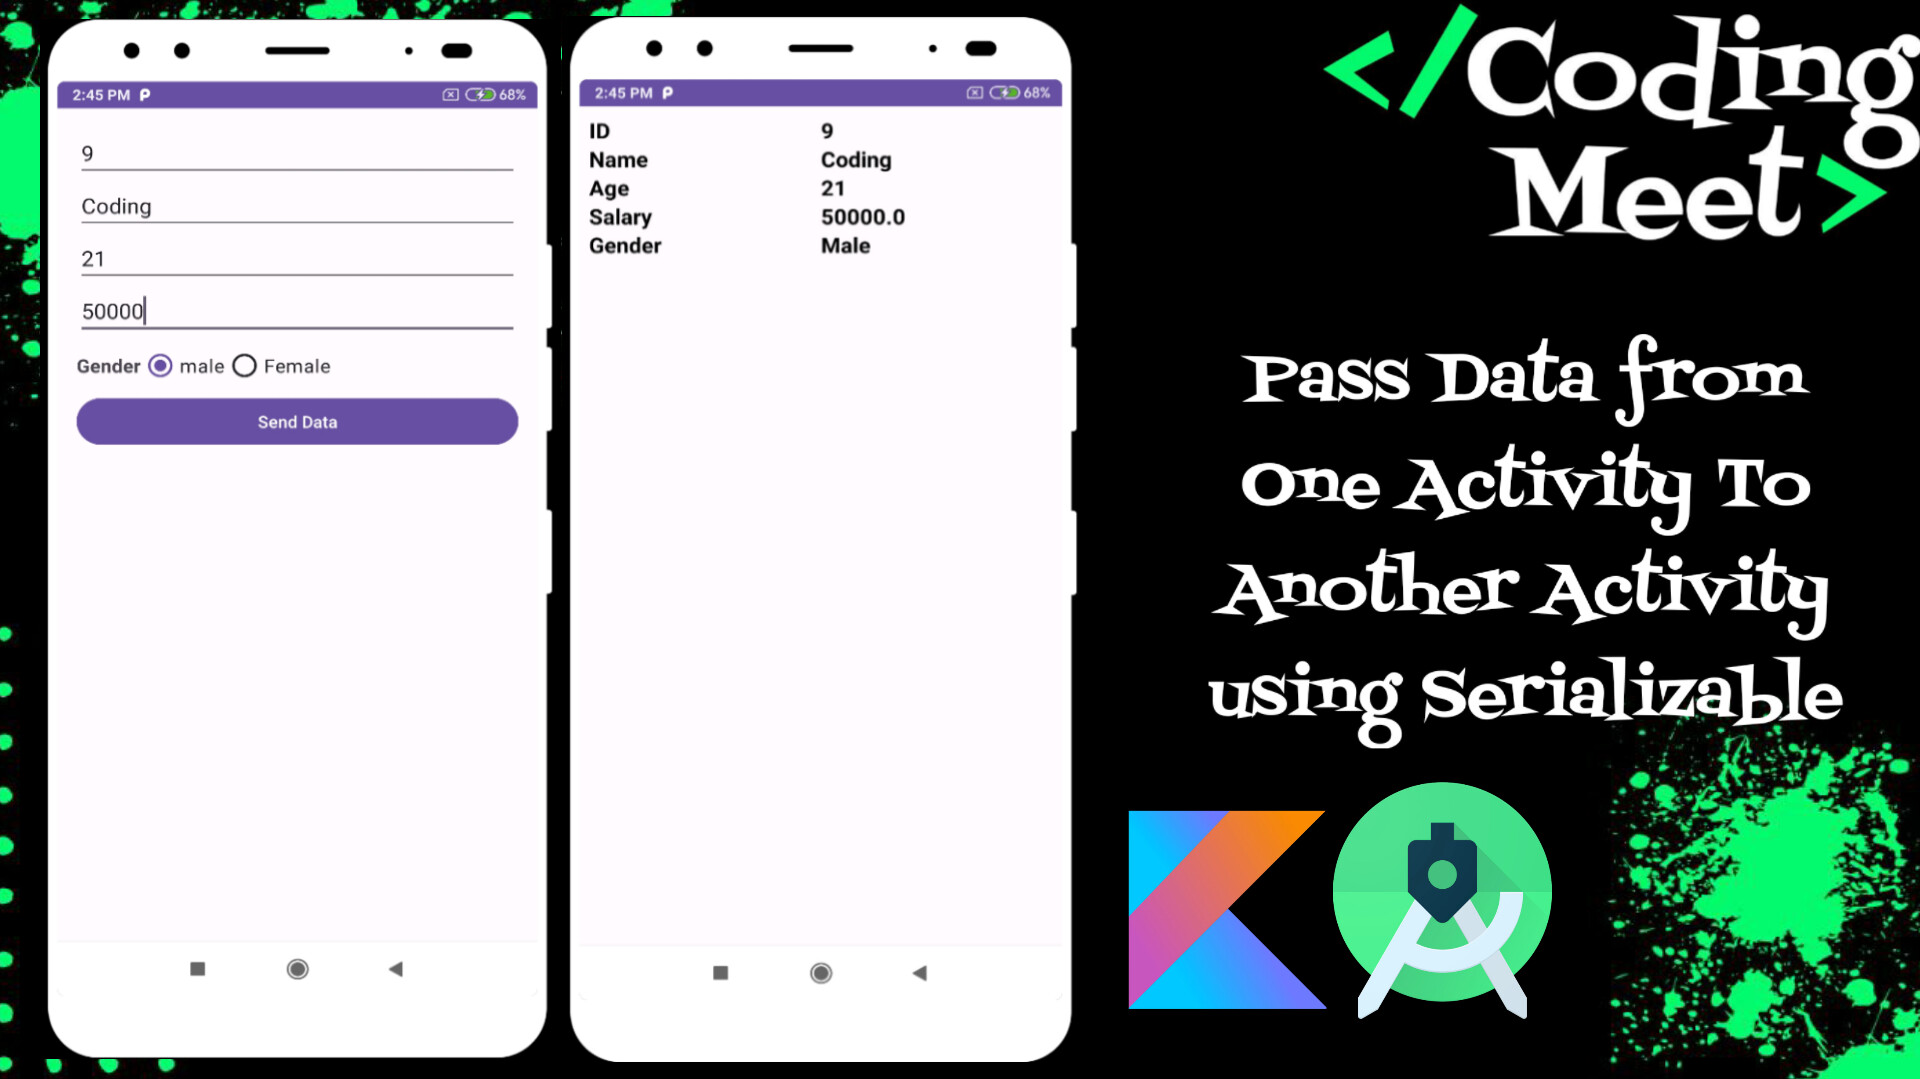 2:45 PM P 68%
9
Coding
21
50000
Gender male Female
Send Data
2:45 PM P 68%
ID 9
Name Coding
Age 21
Salary 50000.0
Gender Male
</Coding
Meet>
Pass Data from
One Activity To
Another Activity
using Serializable